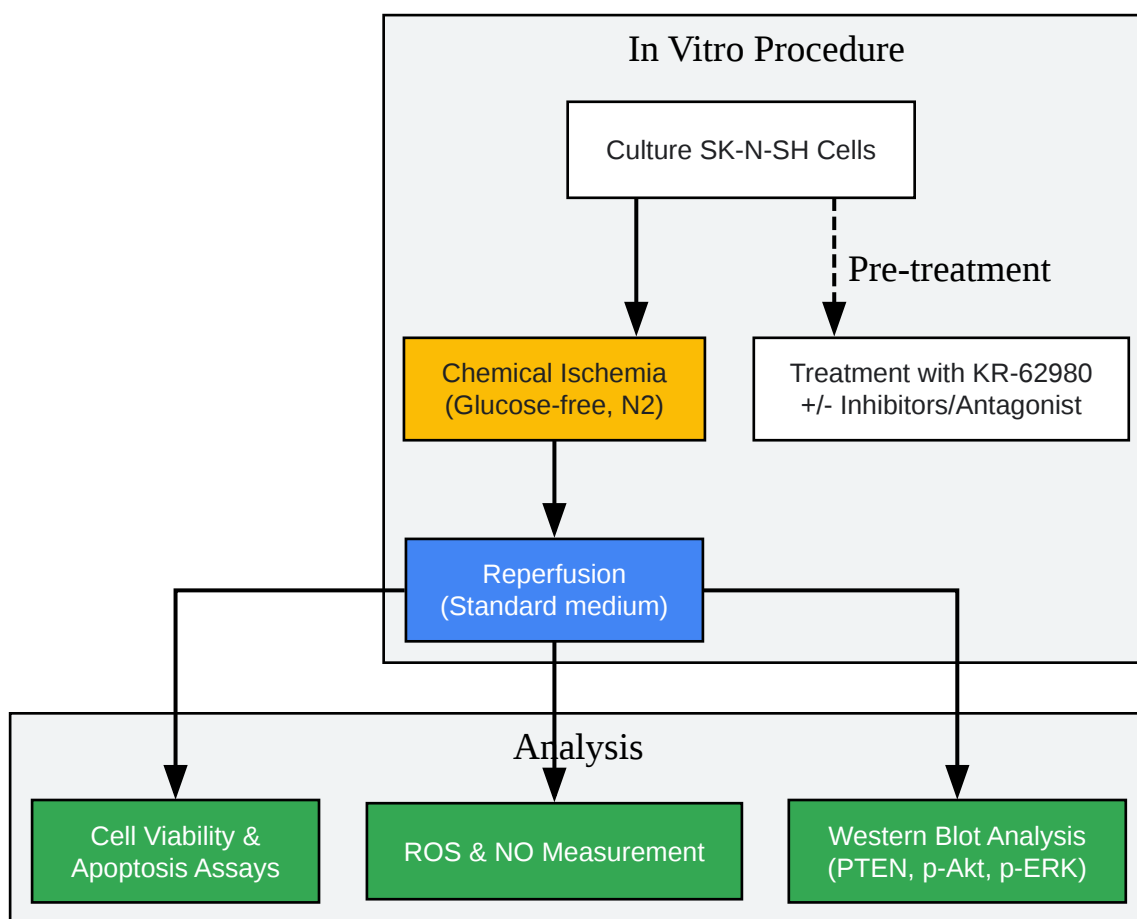 In Vitro Procedure
Culture SK-N-SH Cells
Pre-treatment
Chemical Ischemia
(Glucose-free, N2)
Treatment with KR-62980
+/- Inhibitors/Antagonist
Reperfusion
(Standard medium)
Analysis
Cell Viability &
Apoptosis Assays
ROS & NO Measurement
Western Blot Analysis
(PTEN, p-Akt, p-ERK)